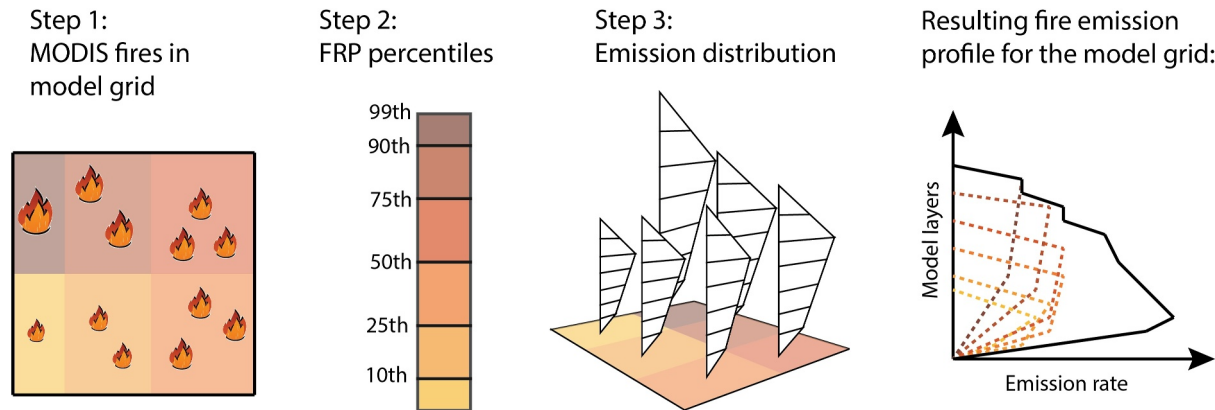 Step 1:
MODIS fires in
model grid
Step 2:
FRP percentiles
99th
90th
75th
50th
25th
10th
Step 3:
Emission distribution
Resulting fire emission
profile for the model grid:
Model layers
Emission rate